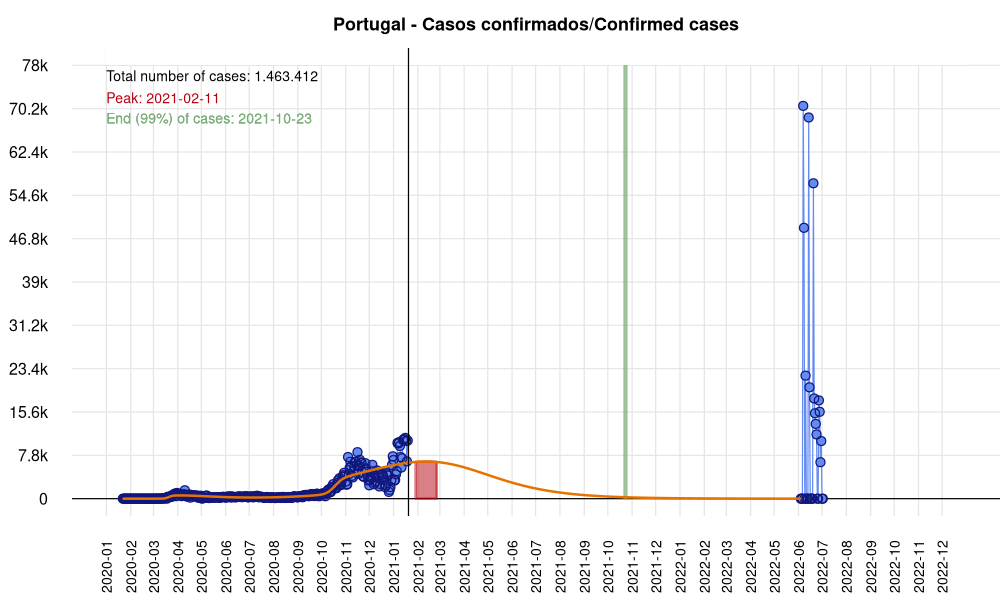 Portugal - Casos confirmados/Confirmed cases
Total number of cases: 1.463.412
Peak: 2021-02-11
End (99%) of cases: 2021-10-23
78k
70.2k
62.4k
54.6k
46.8k
39k
31.2k
23.4k
15.6k
7.8k
0
2020-01
2020-02
2020-03
2020-04
2020-05
2020-06
2020-07
2020-08
2020-09
2020-10
2020-11
2020-12
2021-01
2021-02
2021-03
2021-04
2021-05
2021-06
2021-07
2021-08
2021-09
2021-10
2021-11
2021-12
2022-01
2022-02
2022-03
2022-04
2022-05
2022-06
2022-07
2022-08
2022-09
2022-10
2022-11
2022-12